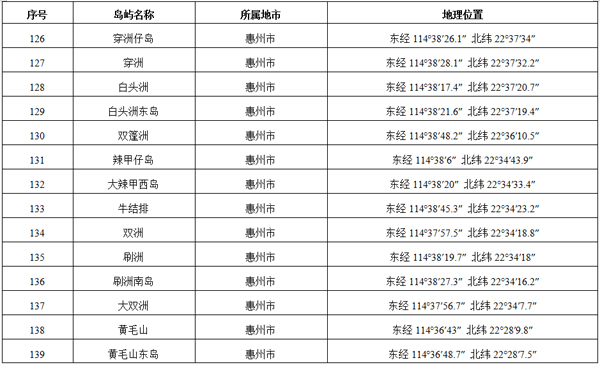 序号 岛屿名称 所属地市 地理位置
126 穿洲仔岛 惠州市 东经 114°38′26.1″ 北纬 22°37′34″
127 穿洲 惠州市 东经 114°38′28.1″ 北纬 22°37′32.2″
128 白头洲 惠州市 东经 114°38′17.4″ 北纬 22°37′20.7″
129 白头洲东岛 惠州市 东经 114°38′21.6″ 北纬 22°37′19.4″
130 双篷洲 惠州市 东经 114°38′48.2″ 北纬 22°36′10.5″
131 辣甲仔岛 惠州市 东经 114°38′6″ 北纬 22°34′43.9″
132 大辣甲西岛 惠州市 东经 114°38′20″ 北纬 22°34′33.4″
133 牛结排 惠州市 东经 114°38′45.3″ 北纬 22°34′23.2″
134 双洲 惠州市 东经 114°37′57.5″ 北纬 22°34′18.8″
135 刷洲 惠州市 东经 114°38′19.7″ 北纬 22°34′18″
136 刷洲南岛 惠州市 东经 114°38′27.3″ 北纬 22°34′16.2″
137 大双洲 惠州市 东经 114°37′56.7″ 北纬 22°34′7.7″
138 黄毛山 惠州市 东经 114°36′43″ 北纬 22°28′9.8″
139 黄毛山东岛 惠州市 东经 114°36′48.7″ 北纬 22°28′7.5″